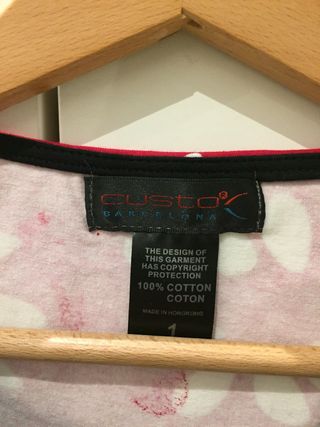 custo
BARCELONA
THE DESIGN OF
THIS GARMENT
HAS COPYRIGHT
PROTECTION
100% COTTON
COTON
MADE IN HONGKONG
1